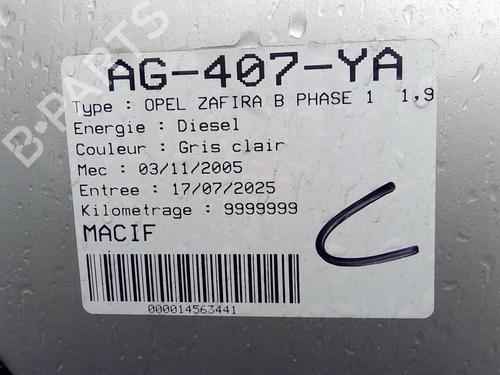 AG-407-YA
Type : OPEL ZAFIRA B PHASE 1 1,9
Energie : Diesel
Couleur : Gris clair
Mec : 03/11/2005
Entree : 17/07/2025
Kilometrage : 9999999
MACIF
C
000014563441
B-PARTS